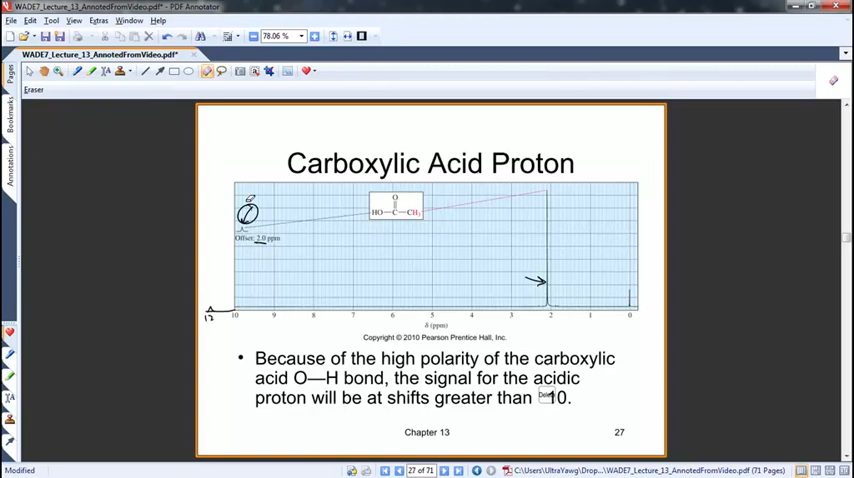 WADE7_Lecture_13_AnnotatedFromVideo.pdf* - PDF Annotator
File Edit Tool View Extras Window Help
78.06 %
WADE7_Lecture_13_AnnotatedFromVideo.pdf*
Eraser
Pages
Bookmarks
Annotations
Carboxylic Acid Proton
O
HO—C—CH3
Offset: 2.0 ppm
12
10 9 8 7 6 5 4 3 2 1 0
δ (ppm)
Copyright © 2010 Pearson Prentice Hall, Inc.
• Because of the high polarity of the carboxylic
acid O—H bond, the signal for the acidic
proton will be at shifts greater than 10.
Chapter 13 27
Modified
27 of 71
C:\Users\UltraYawg\Drop...\WADE7_Lecture_13_AnnotatedFromVideo.pdf (71 Pages)